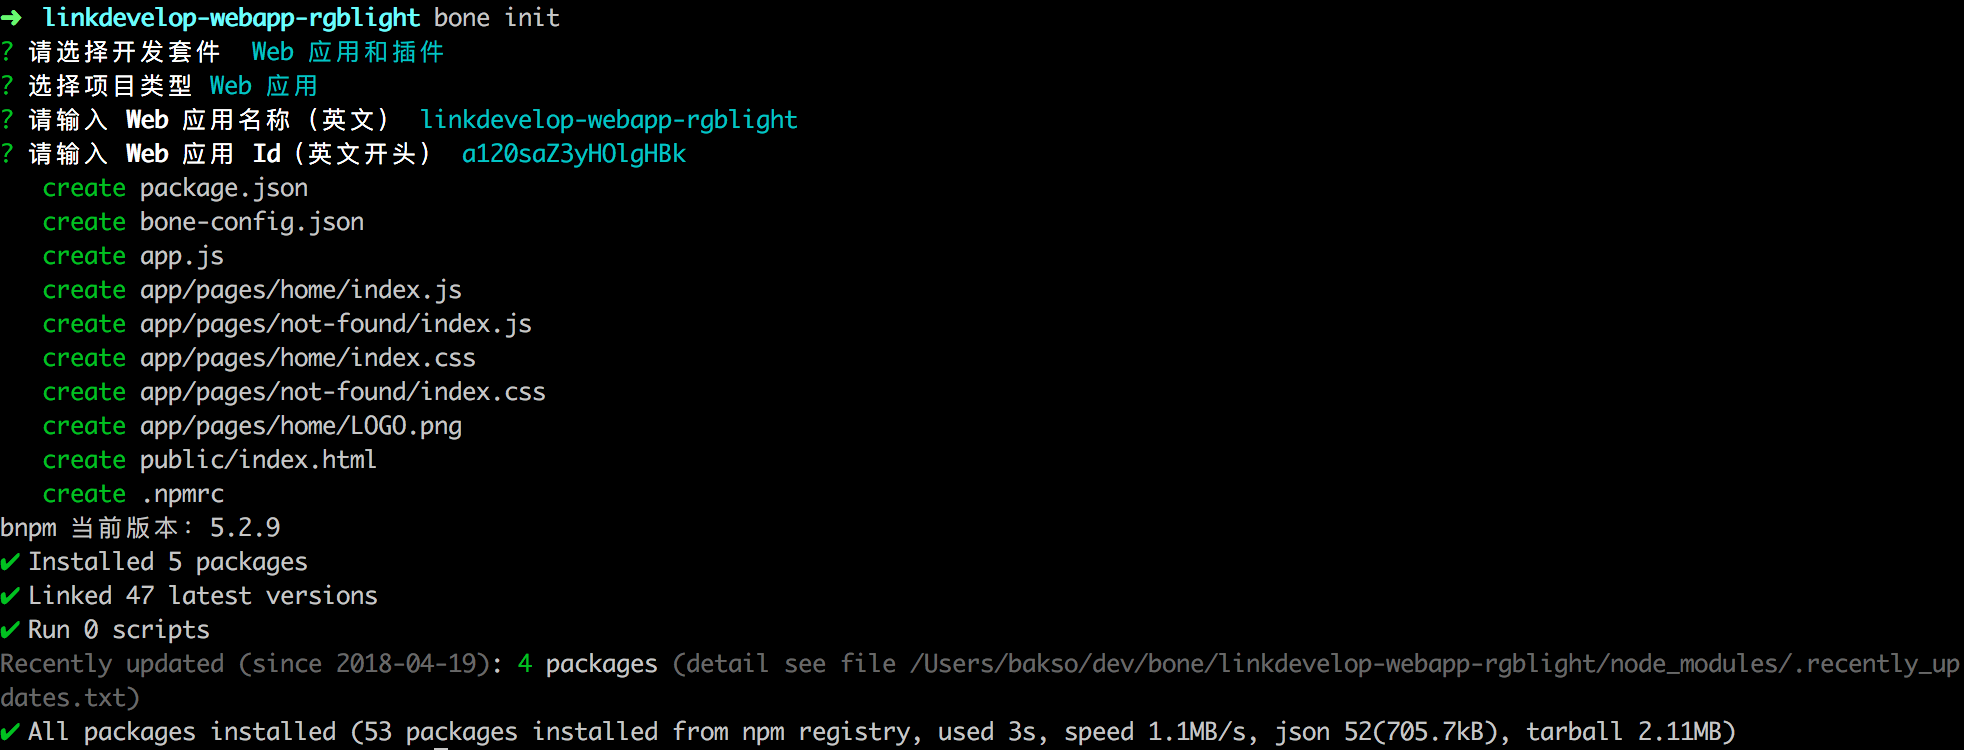 ➜ linkdevelop-webapp-rgblight bone init
? 请选择开发套件 Web 应用和插件
? 选择项目类型 Web 应用
? 请输入 Web 应用名称（英文） linkdevelop-webapp-rgblight
? 请输入 Web 应用 Id（英文开头） a120saZ3yHOlgHBk
create package.json
create bone-config.json
create app.js
create app/pages/home/index.js
create app/pages/not-found/index.js
create app/pages/home/index.css
create app/pages/not-found/index.css
create app/pages/home/LOGO.png
create public/index.html
create .npmrc
bnpm 当前版本: 5.2.9
✔ Installed 5 packages
✔ Linked 47 latest versions
✔ Run 0 scripts
Recently updated (since 2018-04-19): 4 packages (detail see file /Users/bakso/dev/bone/linkdevelop-webapp-rgblight/node_modules/.recently_up
dates.txt)
✔ All packages installed (53 packages installed from npm registry, used 3s, speed 1.1MB/s, json 52(705.7kB), tarball 2.11MB)